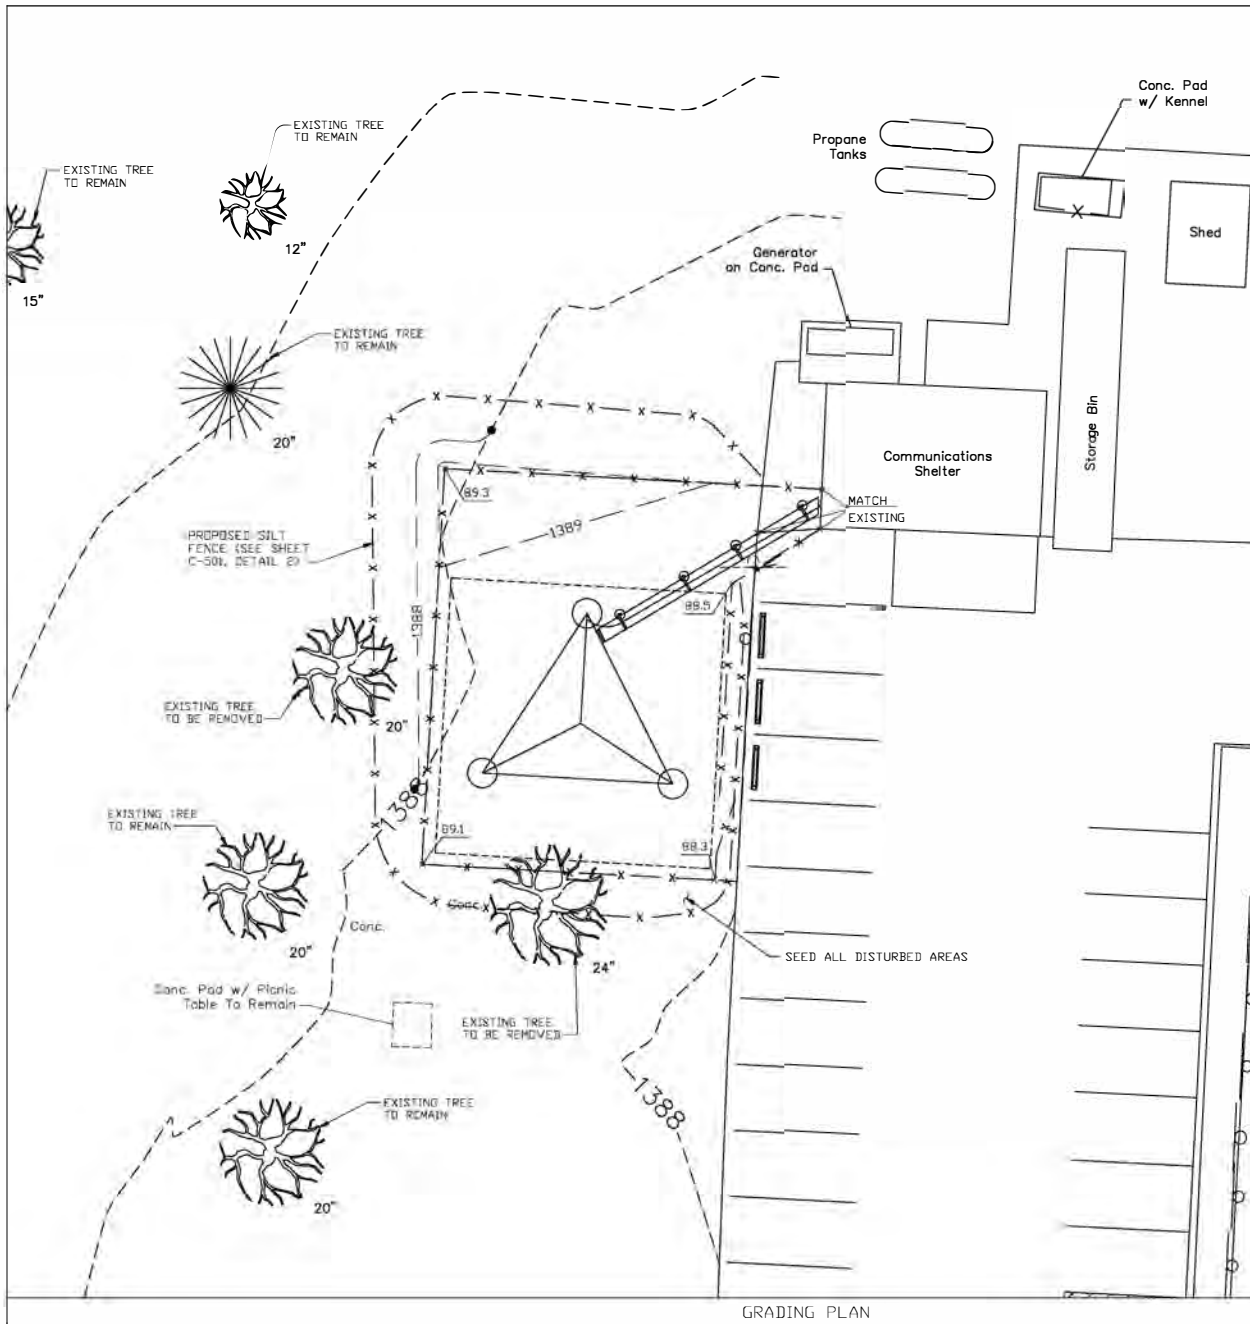 Conc. Pad
w/ Kennel
Propane
Tanks
EXISTING TREE
TO REMAIN
EXISTING TREE
TO REMAIN
12"
15"
Shed
Generator
on Conc. Pad
EXISTING TREE
TO REMAIN
20"
Communications
Shelter
Storage Bin
89.3
MATCH
EXISTING
1389
PROPOSED SILT
FENCE (SEE SHEET
C-501, DETAIL 2)
88.5
1388
EXISTING TREE
TO BE REMOVED
20"
1388
EXISTING TREE
TO REMAIN
89.1
88.3
20"
Conc.
Conc.
24"
SEED ALL DISTURBED AREAS
Conc. Pad w/ Picnic
Table To Remain
EXISTING TREE
TO BE REMOVED
1388
EXISTING TREE
TO REMAIN
20"
GRADING PLAN